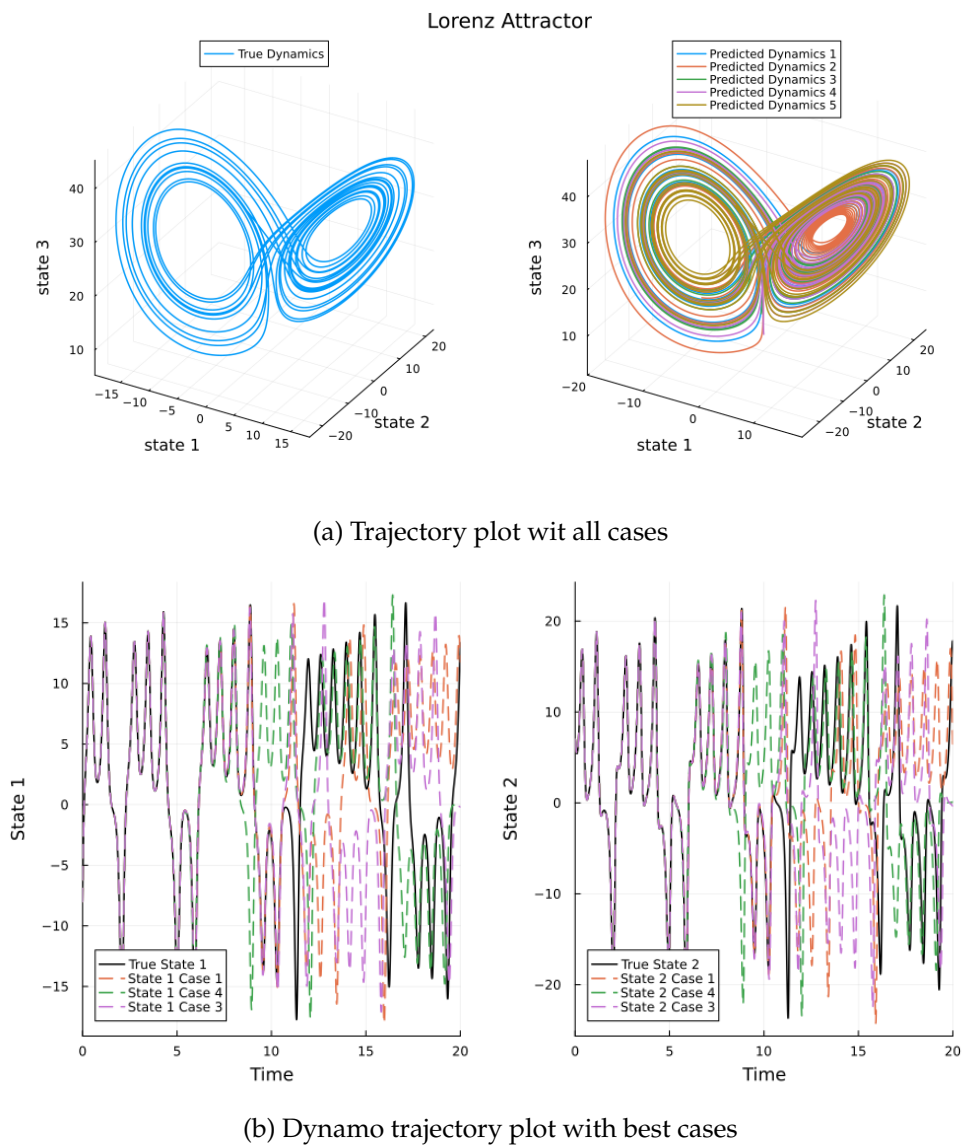 Lorenz Attractor
True Dynamics
Predicted Dynamics 1
Predicted Dynamics 2
Predicted Dynamics 3
Predicted Dynamics 4
Predicted Dynamics 5
40
30
20
10
state 3
−15
−10
−5
0
5
10
15
state 1
−20
−10
0
10
20
state 2
40
30
20
10
state 3
−20
−10
0
10
state 1
−20
−10
0
10
20
state 2
(a) Trajectory plot wit all cases
15
10
5
0
−5
−10
−15
State 1
True State 1
State 1 Case 1
State 1 Case 4
State 1 Case 3
0
5
10
15
20
Time
20
10
0
−10
−20
State 2
True State 2
State 2 Case 1
State 2 Case 4
State 2 Case 3
0
5
10
15
20
Time
(b) Dynamo trajectory plot with best cases